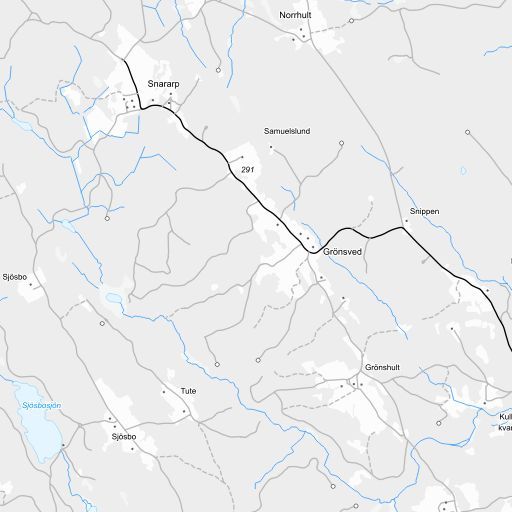 Norrhult
Snararp
Samuelslund
291
Snippen
Grönsved
Sjösbo
Grönshult
Tute
Sjösbosjön
Kull
kvar
Sjösbo